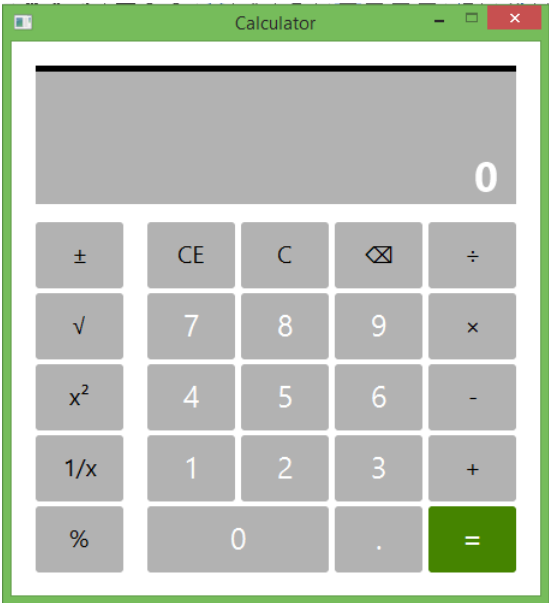 Calculator
0
± CE C ⌫ ÷
√ 7 8 9 ×
x² 4 5 6 -
1/x 1 2 3 +
% 0 . =